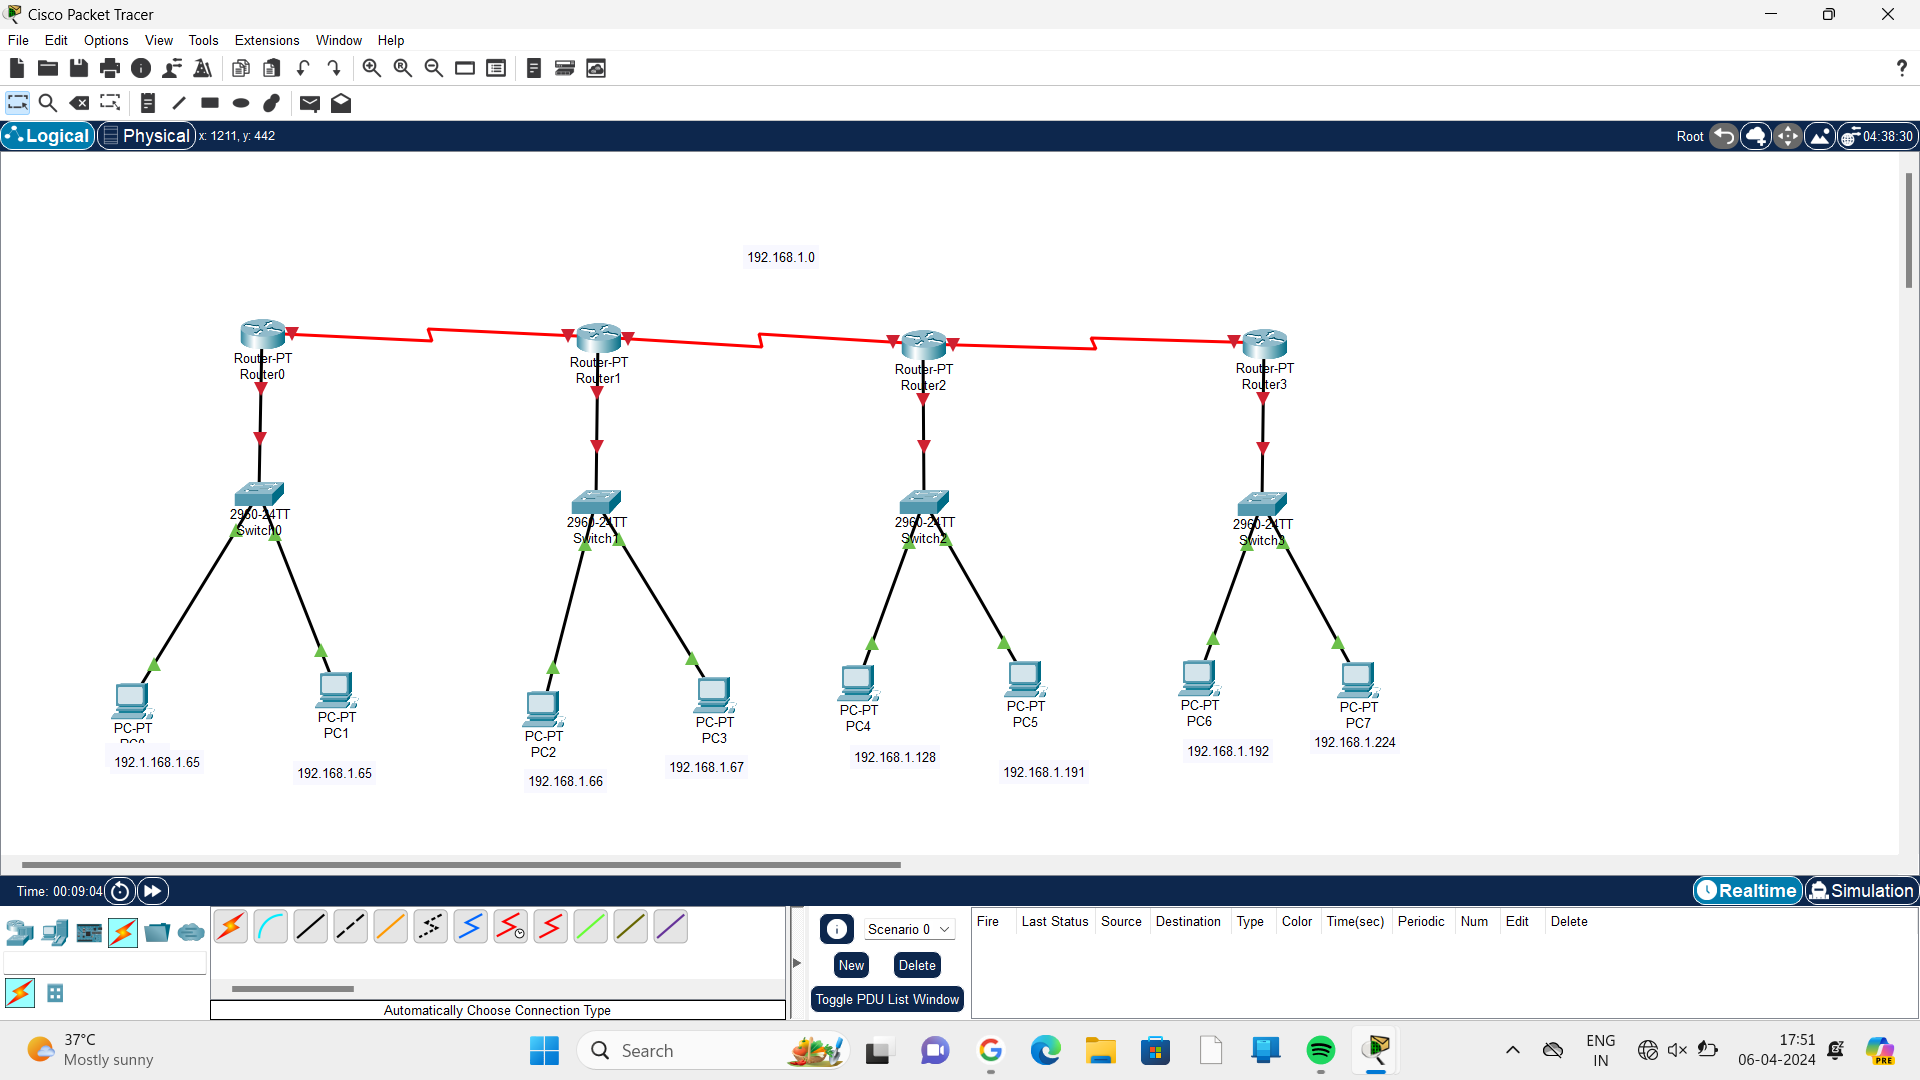 Cisco Packet Tracer
File Edit Options View Tools Extensions Window Help
?
Logical Physical x: 1211, y: 442 Root 04:38:30
192.168.1.0
Router-PT
Router0
Router-PT
Router1
Router-PT
Router2
Router-PT
Router3
2960-24TT
Switch0
2960-24TT
Switch1
2960-24TT
Switch2
2960-24TT
Switch3
PC-PT
PC0
192.1.168.1.65
PC-PT
PC1
192.168.1.65
PC-PT
PC2
192.168.1.66
PC-PT
PC3
192.168.1.67
PC-PT
PC4
192.168.1.128
PC-PT
PC5
192.168.1.191
PC-PT
PC6
192.168.1.192
PC-PT
PC7
192.168.1.224
Time: 00:09:04 Realtime Simulation
Scenario 0
New Delete
Toggle PDU List Window
Fire Last Status Source Destination Type Color Time(sec) Periodic Num Edit Delete
Automatically Choose Connection Type
37°C
Mostly sunny
Search
ENG
IN
17:51
06-04-2024
PRE